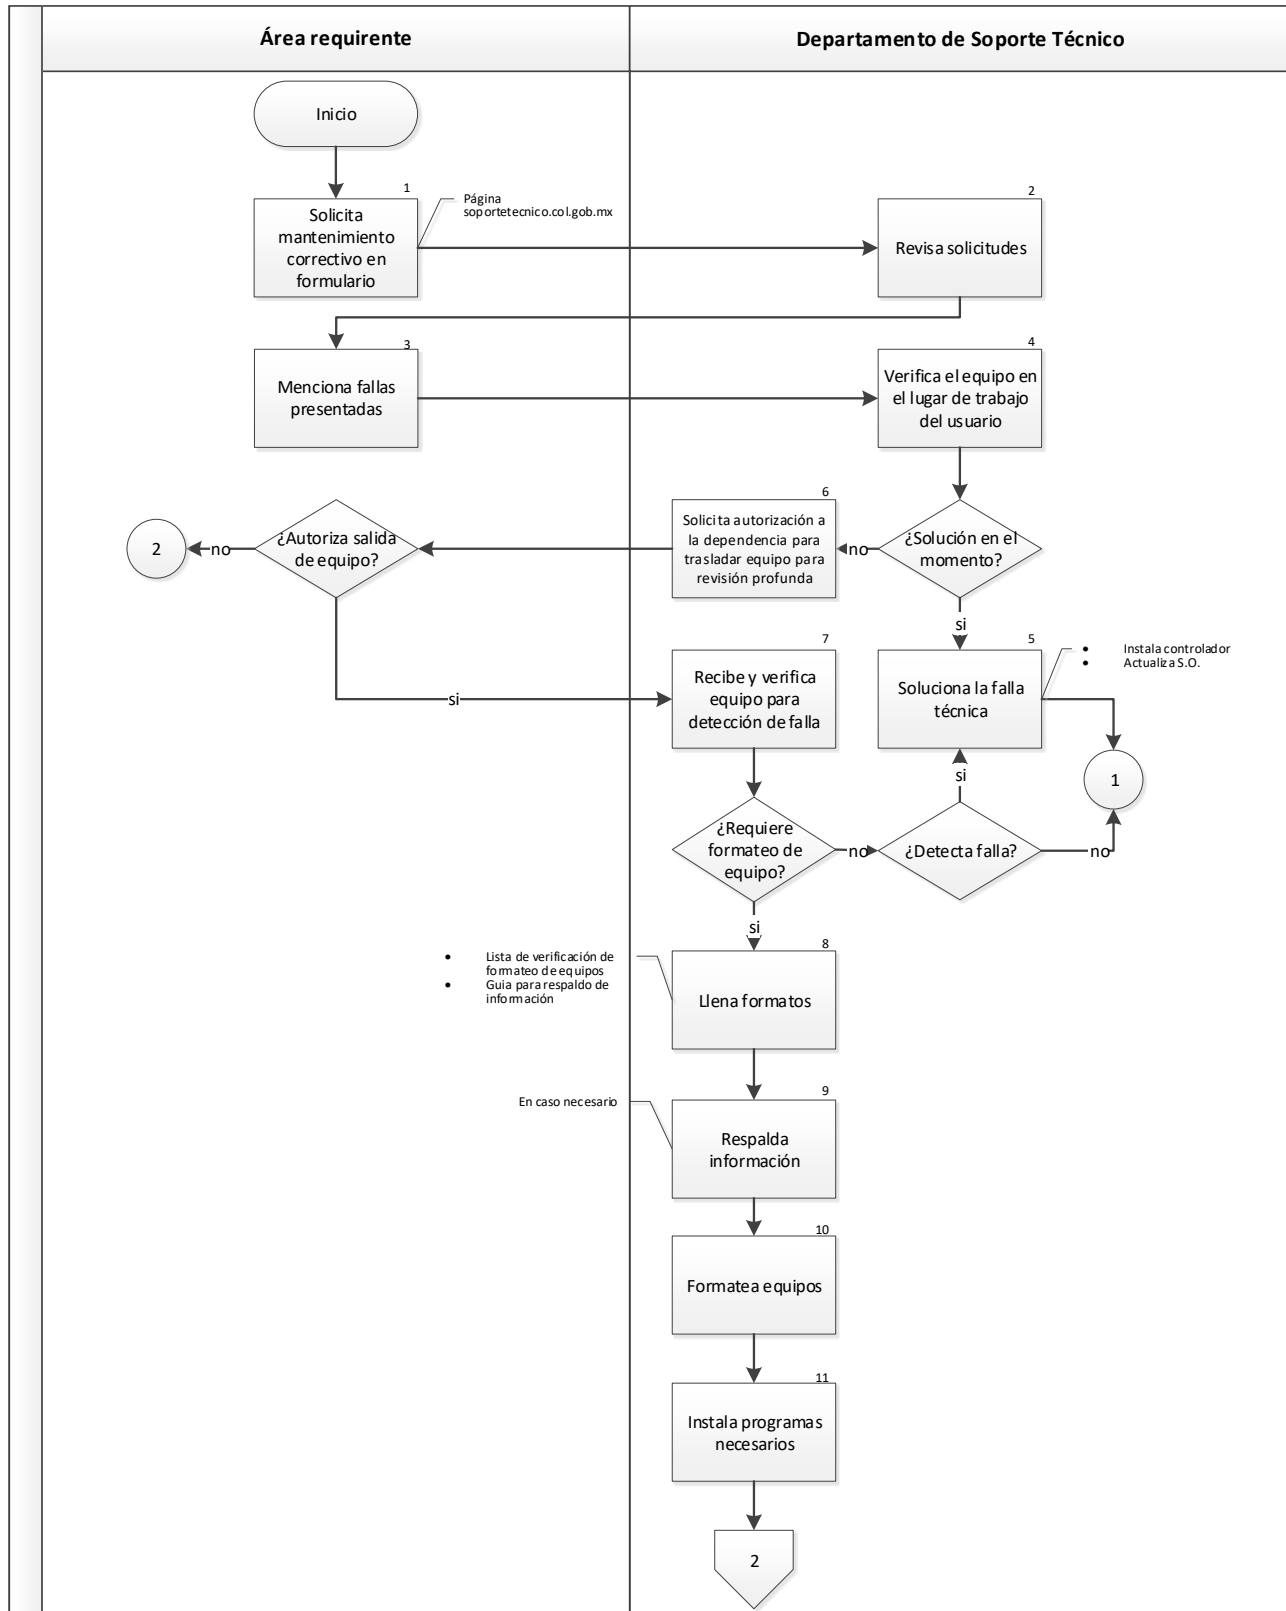 Área requirente
Departamento de Soporte Técnico
Inicio
1
Solicita
mantenimiento
correctivo en
formulario
Página
soportetecnico.col.gob.mx
2
Revisa solicitudes
3
Menciona fallas
presentadas
4
Verifica el equipo en
el lugar de trabajo
del usuario
¿Solución en el
momento?
no
si
6
Solicita autorización a
la dependencia para
trasladar equipo para
revisión profunda
¿Autoriza salida
de equipo?
no
2
si
5
Soluciona la falla
técnica
• Instala controlador
• Actualiza S.O.
1
7
Recibe y verifica
equipo para
detección de falla
¿Requiere
formateo de
equipo?
no
¿Detecta falla?
si
no
si
8
Llena formatos
• Lista de verificación de
formateo de equipos
• Guia para respaldo de
información
9
Respalda
información
En caso necesario
10
Formatea equipos
11
Instala programas
necesarios
2